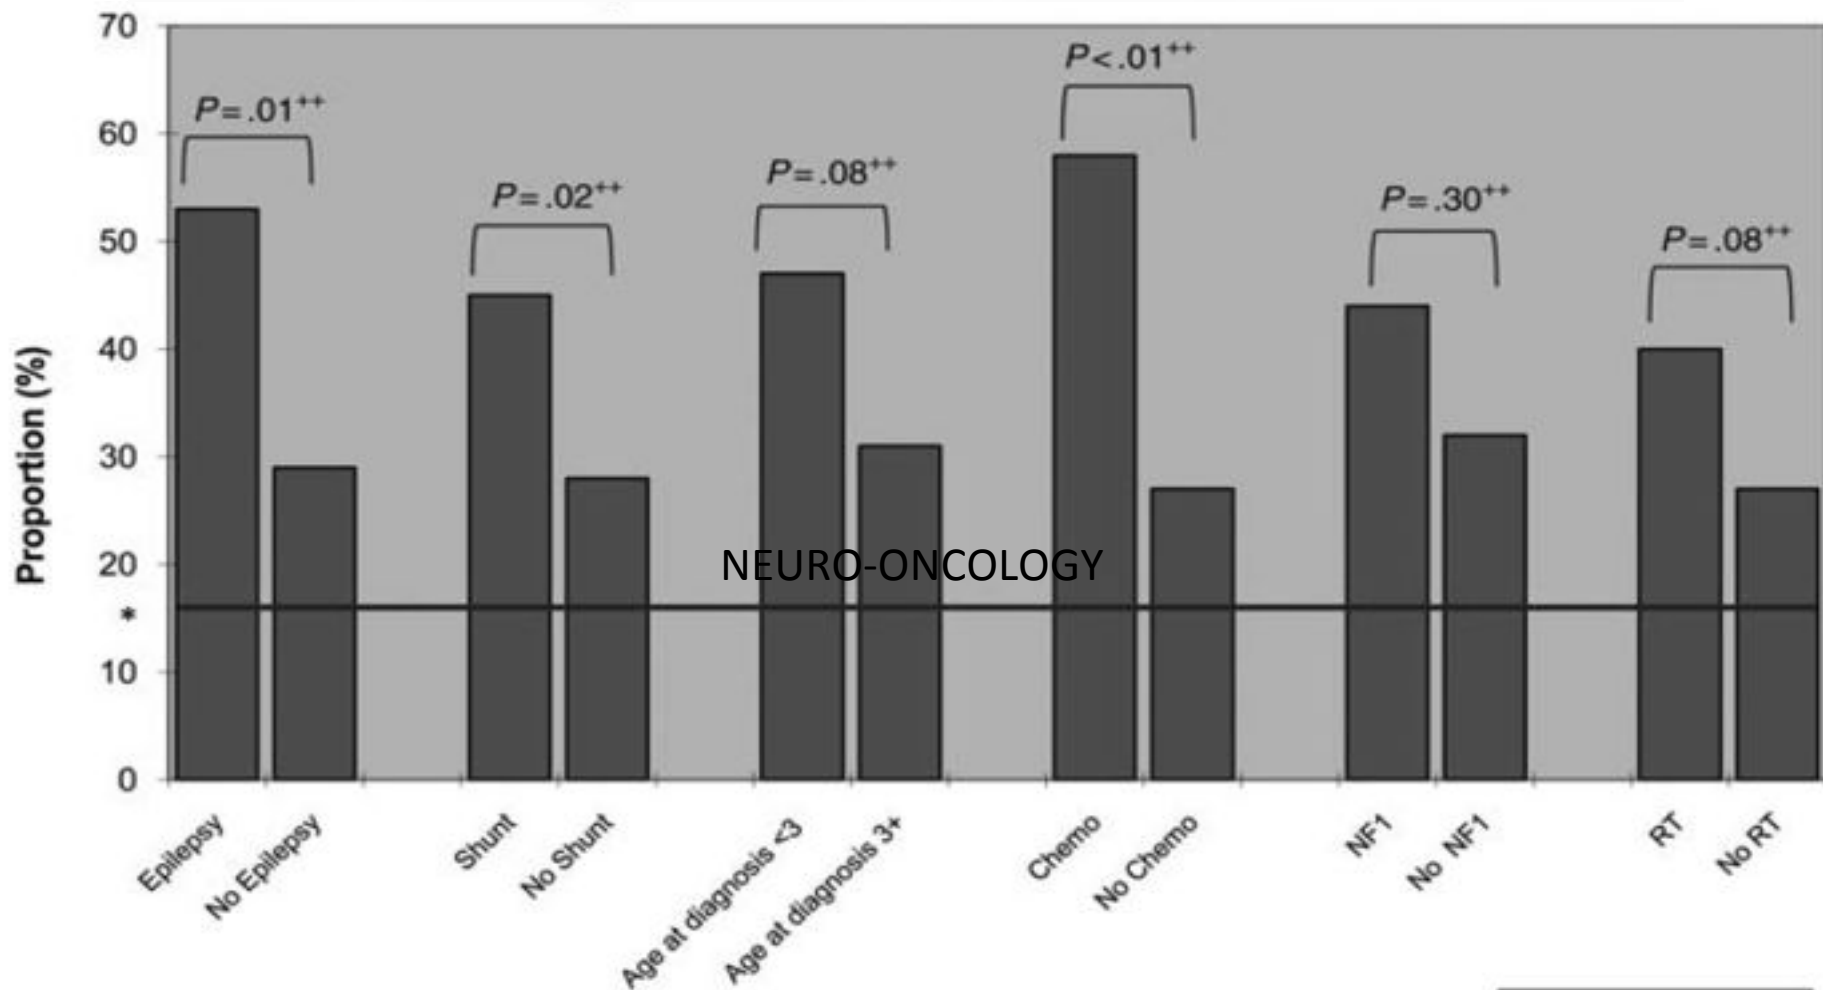 70
60
50
40
30
20
*
10
0
Proportion (%)
P=.01++
P=.02++
P=.08++
P<.01++
P=.30++
P=.08++
NEURO-ONCOLOGY
Epilepsy
No Epilepsy
Shunt
No Shunt
Age at diagnosis <3
Age at diagnosis 3+
Chemo
No Chemo
NF1
No NF1
RT
No RT